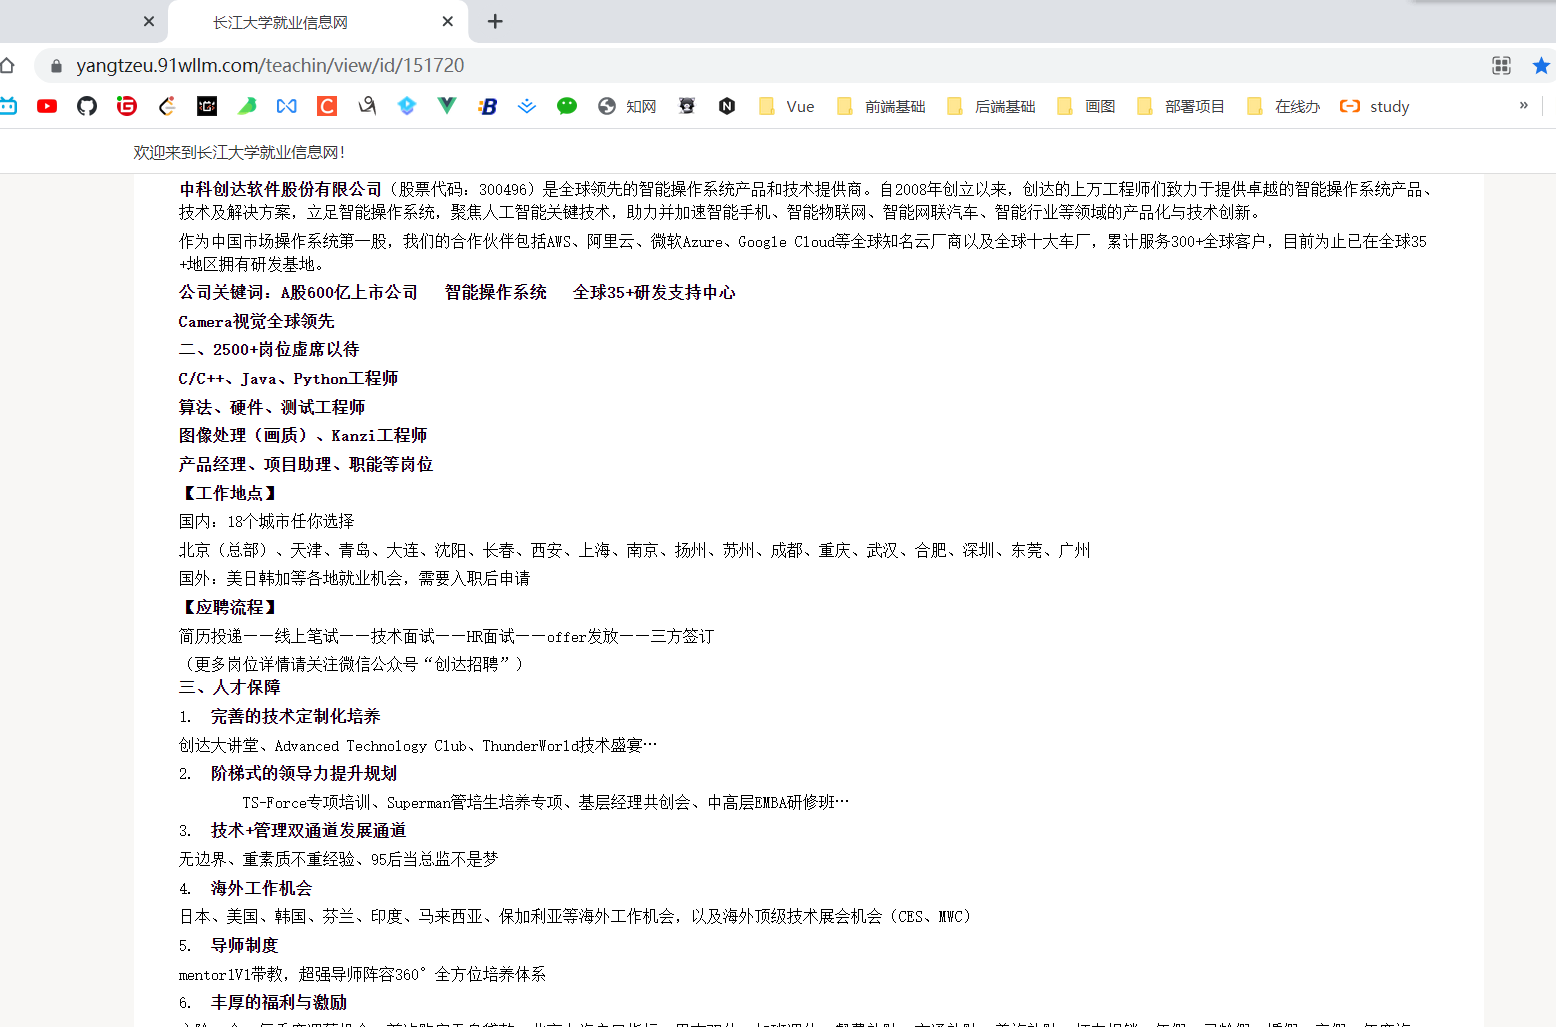 长江大学就业信息网
yangtzeu.91wllm.com/teachin/view/id/151720
知网 Vue 前端基础 后端基础 画图 部署项目 在线办 study »
欢迎来到长江大学就业信息网!
中科创达软件股份有限公司（股票代码：300496）是全球领先的智能操作系统产品和技术提供商。自2008年创立以来，创达的上万工程师们致力于提供卓越的智能操作系统产品、
技术及解决方案，立足智能操作系统，聚焦人工智能关键技术，助力并加速智能手机、智能物联网、智能网联汽车、智能行业等领域的产品化与技术创新。
作为中国市场操作系统第一股，我们的合作伙伴包括AWS、阿里云、微软Azure、Google Cloud等全球知名云厂商以及全球十大车厂，累计服务300+全球客户，目前为止已在全球35
+地区拥有研发基地。
公司关键词：A股600亿上市公司 智能操作系统 全球35+研发支持中心
Camera视觉全球领先
二、2500+岗位虚席以待
C/C++、Java、Python工程师
算法、硬件、测试工程师
图像处理（画质）、Kanzi工程师
产品经理、项目助理、职能等岗位
【工作地点】
国内：18个城市任你选择
北京（总部）、天津、青岛、大连、沈阳、长春、西安、上海、南京、扬州、苏州、成都、重庆、武汉、合肥、深圳、东莞、广州
国外：美日韩加等各地就业机会，需要入职后申请
【应聘流程】
简历投递——线上笔试——技术面试——HR面试——offer发放——三方签订
（更多岗位详情请关注微信公众号“创达招聘”）
三、人才保障
1. 完善的技术定制化培养
创达大讲堂、Advanced Technology Club、ThunderWorld技术盛宴…
2. 阶梯式的领导力提升规划
TS-Force专项培训、Superman管培生培养专项、基层经理共创会、中高层EMBA研修班…
3. 技术+管理双通道发展通道
无边界、重素质不重经验、95后当总监不是梦
4. 海外工作机会
日本、美国、韩国、芬兰、印度、马来西亚、保加利亚等海外工作机会，以及海外顶级技术展会机会（CES、MWC）
5. 导师制度
mentor1V1带教，超强导师阵容360°全方位培养体系
6. 丰厚的福利与激励